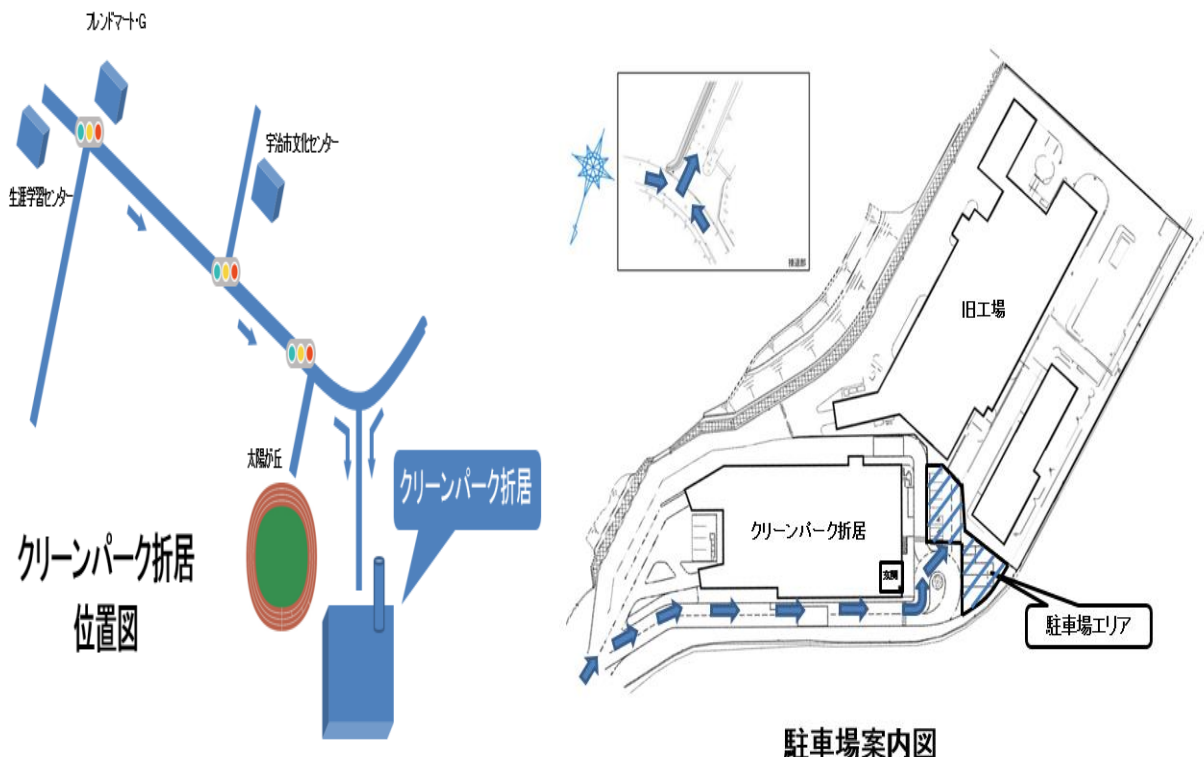 フレンドマート・G
生涯学習センター
宇治市文化センター
太陽が丘
クリーンパーク折居
クリーンパーク折居
位置図
接道部
旧工場
クリーンパーク折居
玄関
駐車場エリア
駐車場案内図